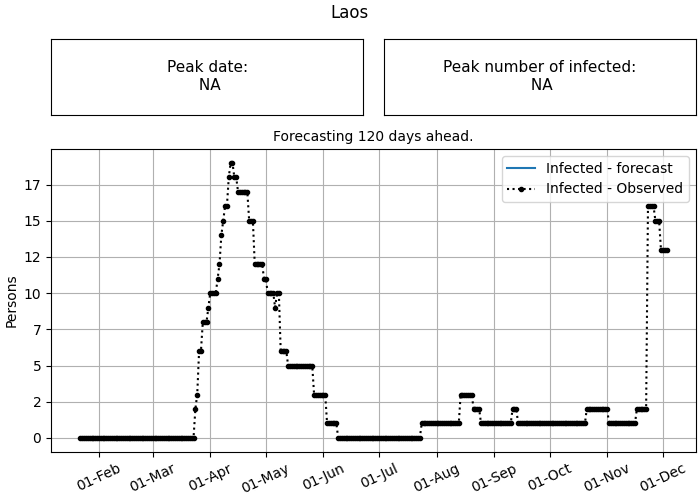 Laos
Peak date:
NA
Peak number of infected:
NA
Forecasting 120 days ahead.
Infected - forecast
Infected - Observed
Persons
17
15
12
10
7
5
2
0
01-Feb
01-Mar
01-Apr
01-May
01-Jun
01-Jul
01-Aug
01-Sep
01-Oct
01-Nov
01-Dec